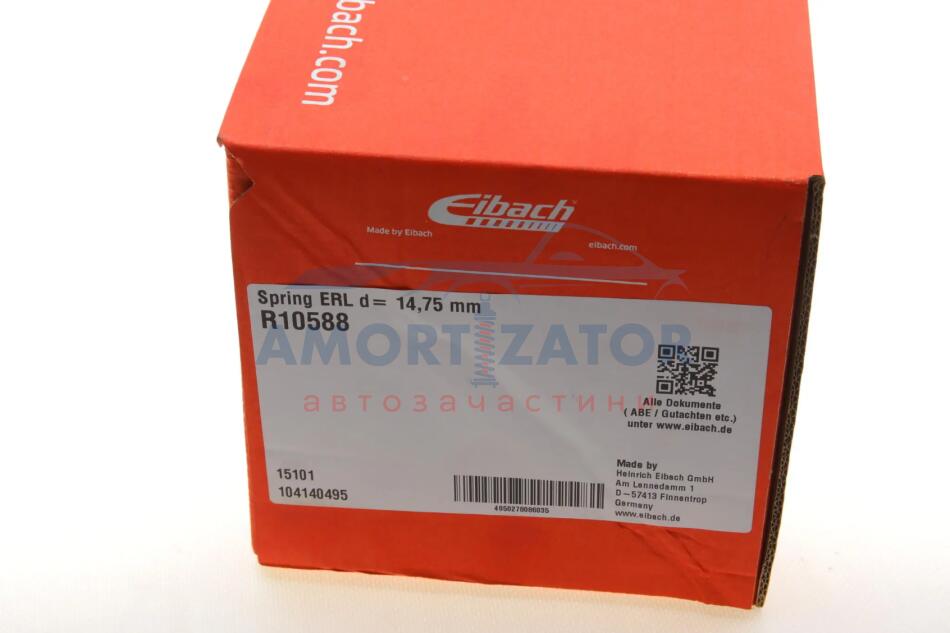 bach.com
Eibach
Made by Eibach
eibach.com
Spring ERL d= 14,75 mm
R10588
AMORTIZATOR
автозачастини
Alle Dokumente
( ABE / Gutachten etc.)
unter www.eibach.de
15101
104140495
4050278086035
Made by
Heinrich Eibach GmbH
Am Lennedamm 1
D-57413 Finnentrop
Germany
www.eibach.de